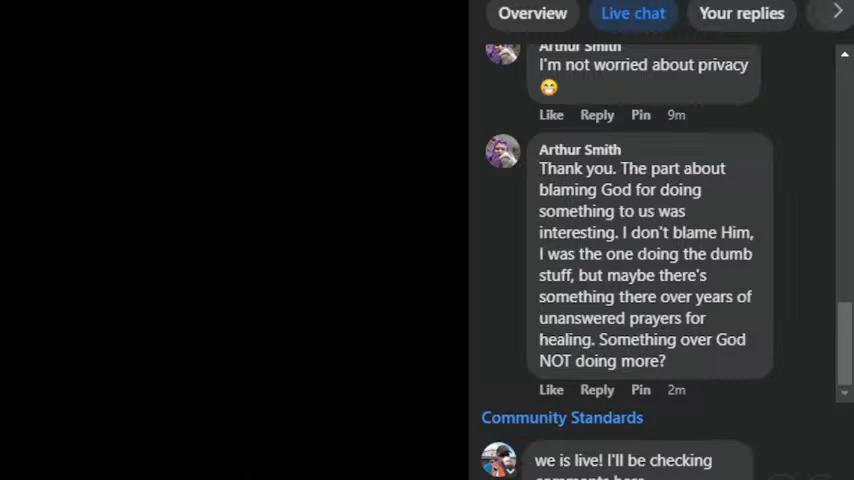 Overview Live chat Your replies
Arthur Smith
I'm not worried about privacy
Like Reply Pin 9m
Arthur Smith
Thank you. The part about
blaming God for doing
something to us was
interesting. I don't blame Him,
I was the one doing the dumb
stuff, but maybe there's
something there over years of
unanswered prayers for
healing. Something over God
NOT doing more?
Like Reply Pin 2m
Community Standards
we is live! I'll be checking
comments here